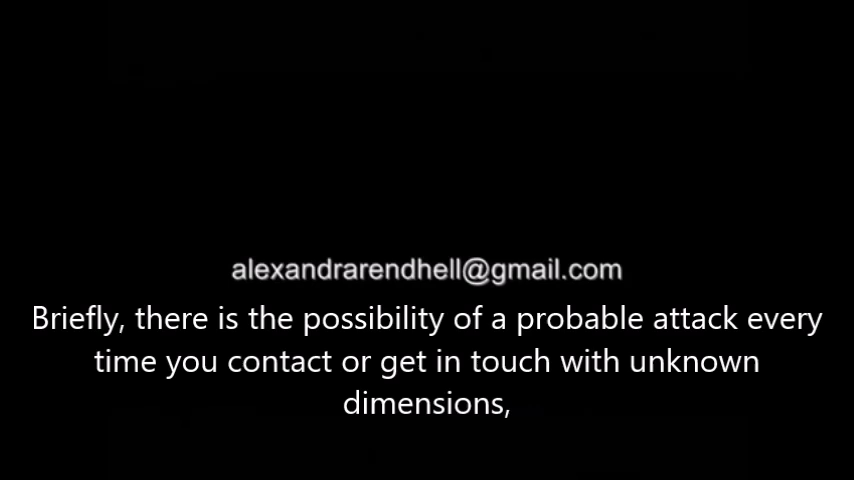 alexandrarendhell@gmail.com
Briefly, there is the possibility of a probable attack every
time you contact or get in touch with unknown
dimensions,